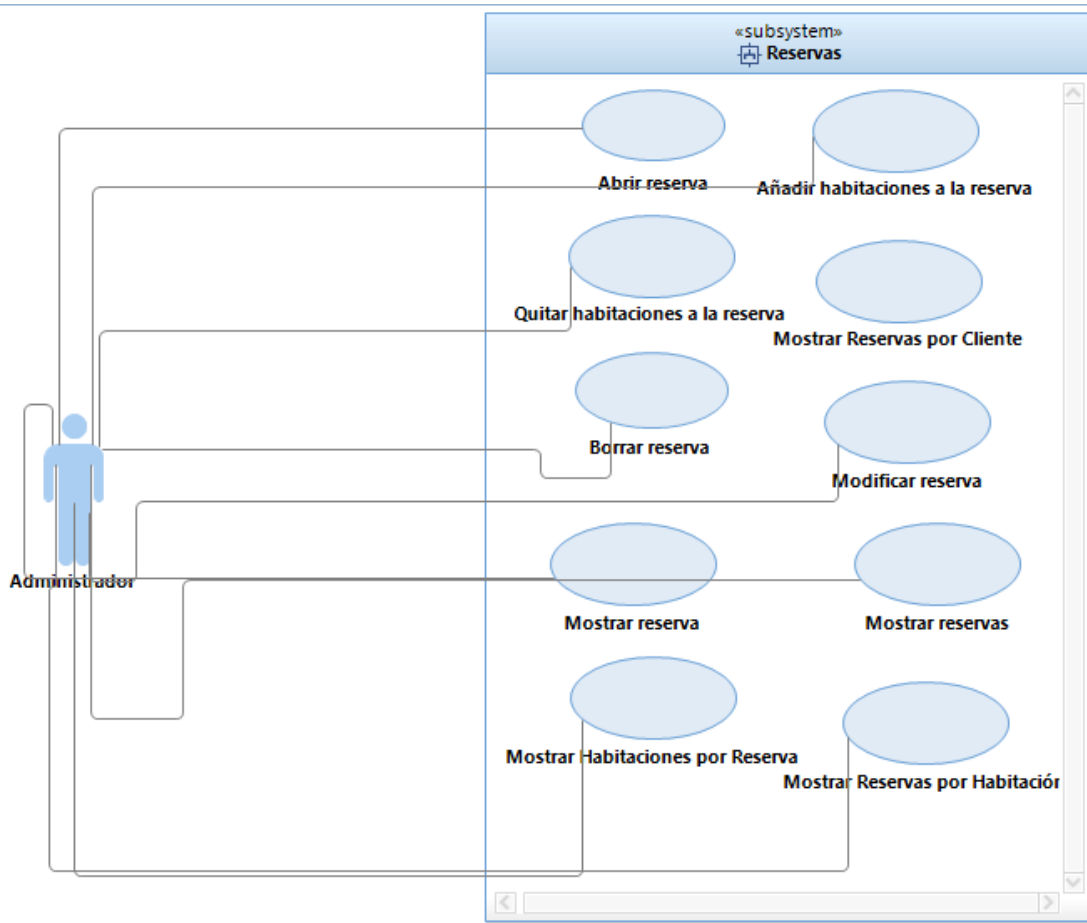 «subsystem»
Reservas
Abrir reserva
Añadir habitaciones a la reserva
Quitar habitaciones a la reserva
Mostrar Reservas por Cliente
Borrar reserva
Modificar reserva
Administrador
Mostrar reserva
Mostrar reservas
Mostrar Habitaciones por Reserva
Mostrar Reservas por Habitación